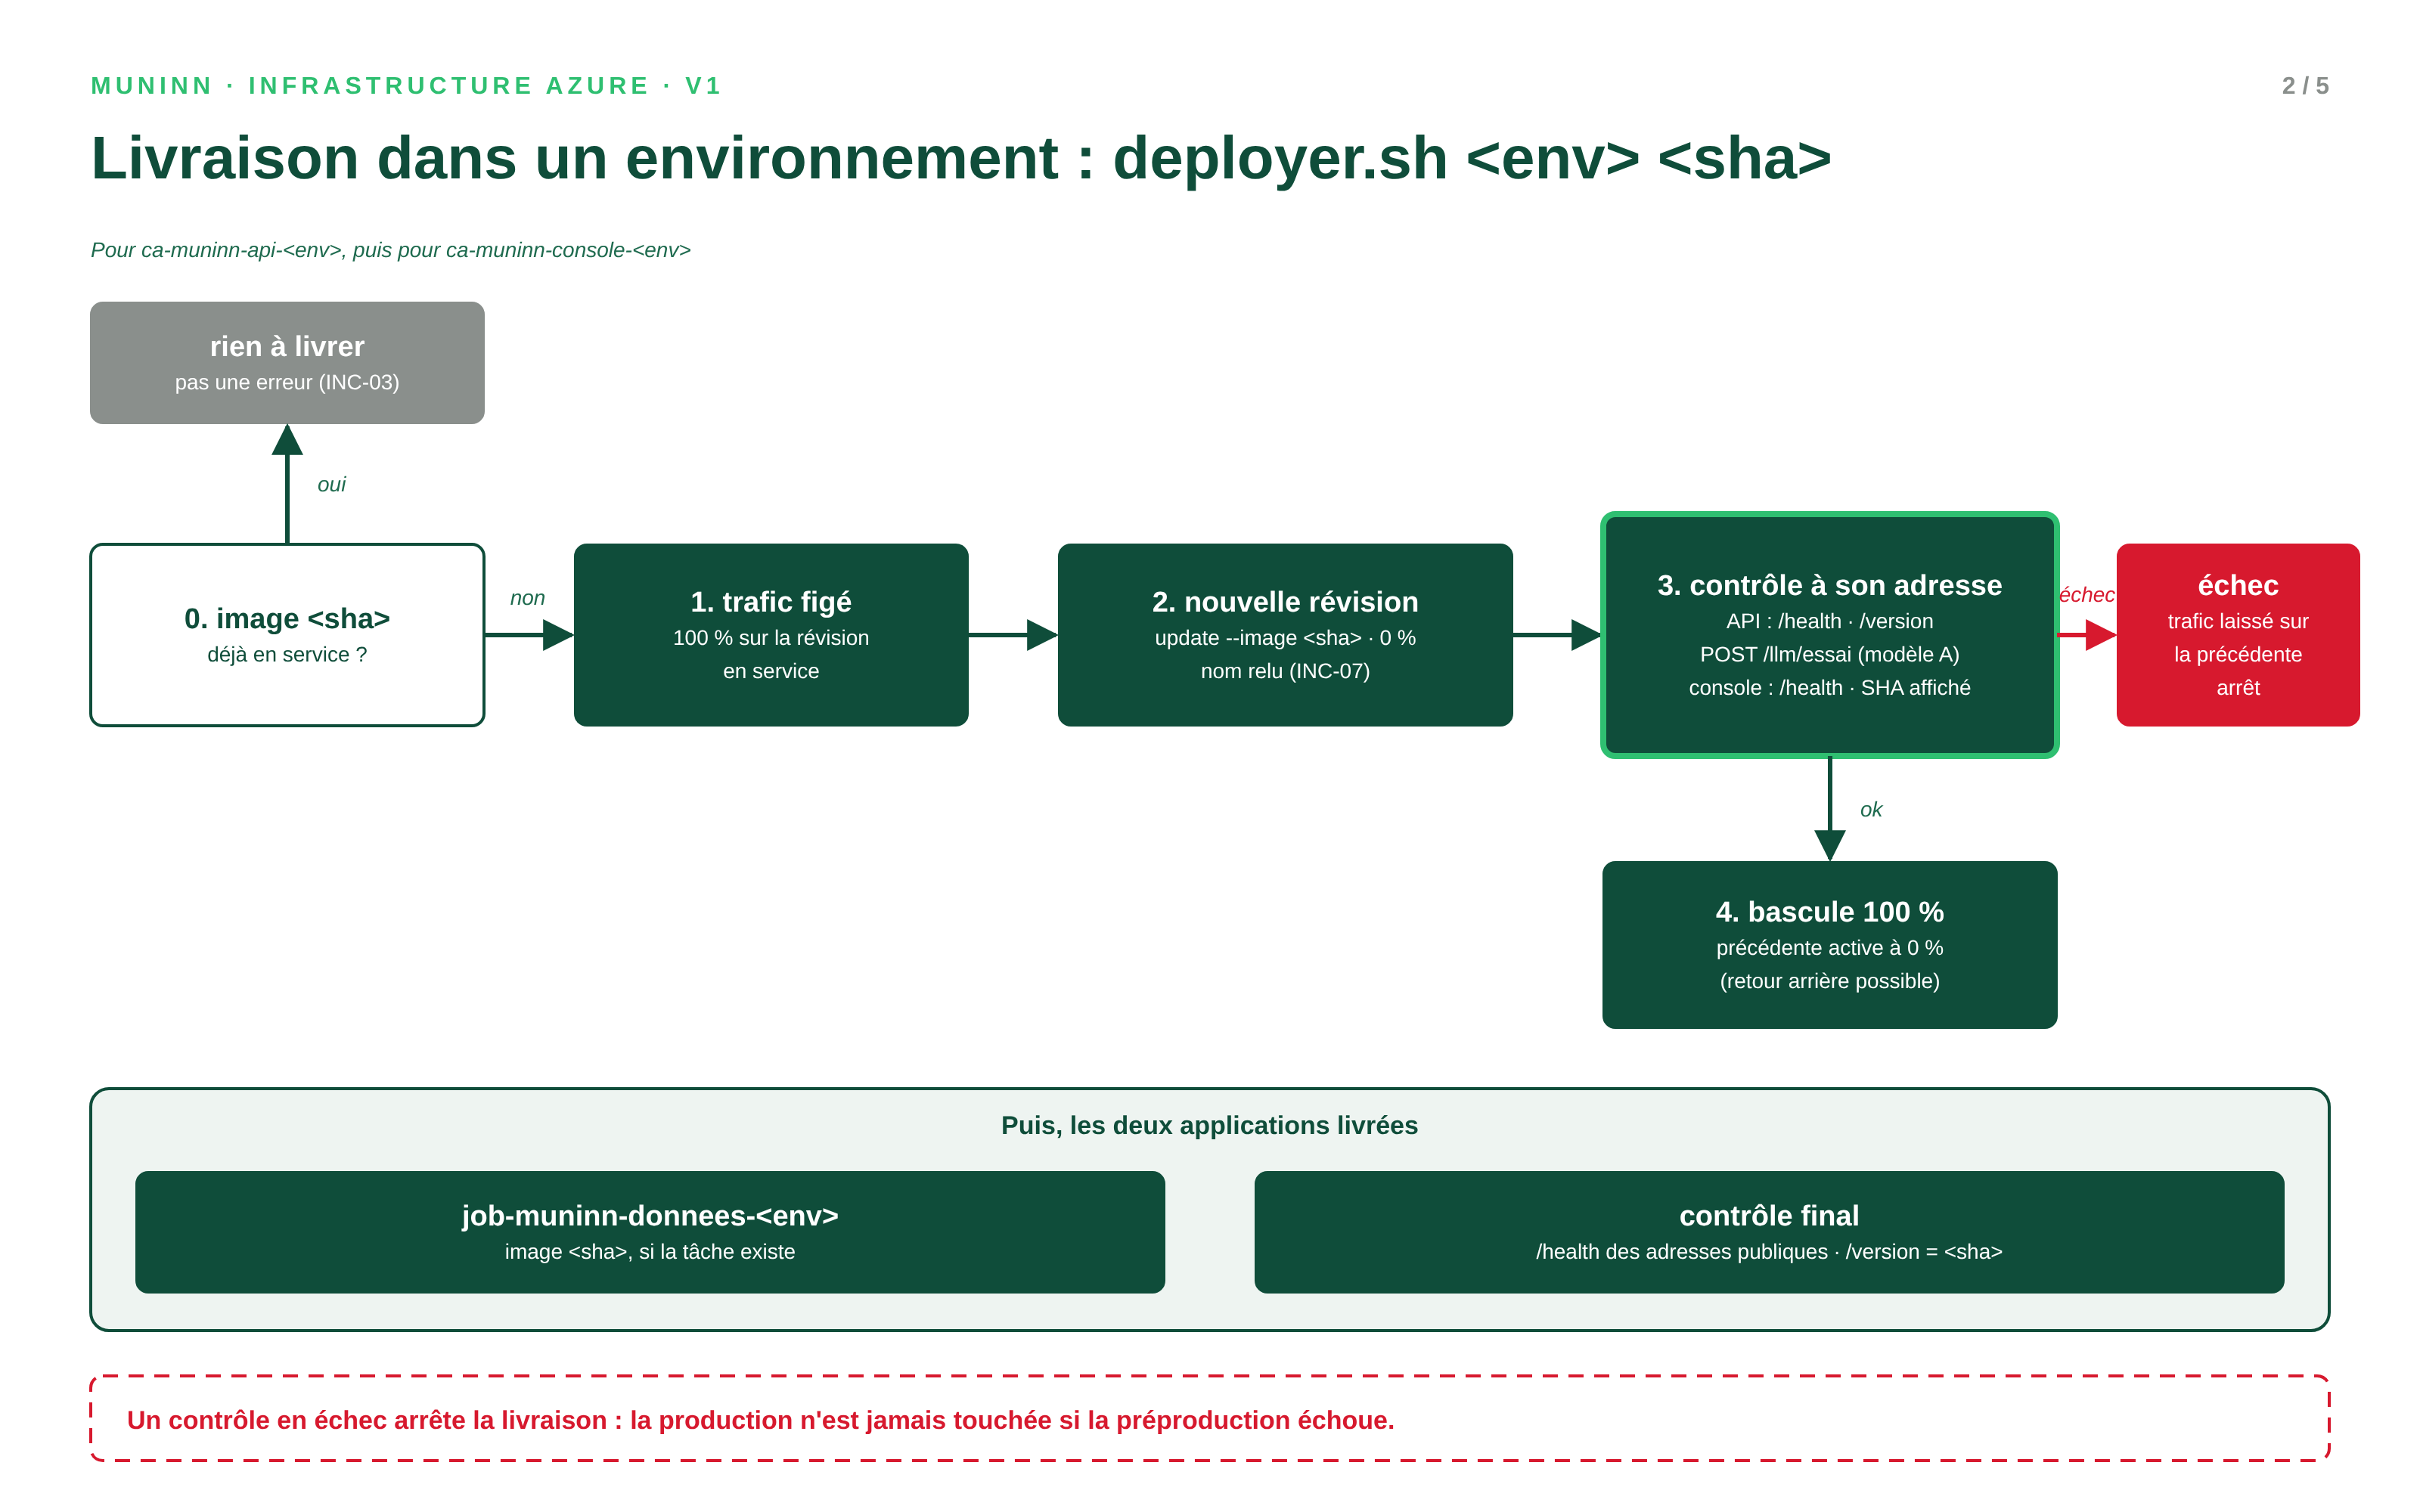 MUNINN · INFRASTRUCTURE AZURE · V1
2 / 5
Livraison dans un environnement : deployer.sh <env> <sha>
Pour ca-muninn-api-<env>, puis pour ca-muninn-console-<env>
rien à livrer
pas une erreur (INC-03)
oui
0. image <sha>
déjà en service ?
non
1. trafic figé
100 % sur la révision
en service
2. nouvelle révision
update --image <sha> · 0 %
nom relu (INC-07)
3. contrôle à son adresse
API : /health · /version
POST /llm/essai (modèle A)
console : /health · SHA affiché
échec
échec
trafic laissé sur
la précédente
arrêt
ok
4. bascule 100 %
précédente active à 0 %
(retour arrière possible)
Puis, les deux applications livrées
job-muninn-donnees-<env>
image <sha>, si la tâche existe
contrôle final
/health des adresses publiques · /version = <sha>
Un contrôle en échec arrête la livraison : la production n'est jamais touchée si la préproduction échoue.